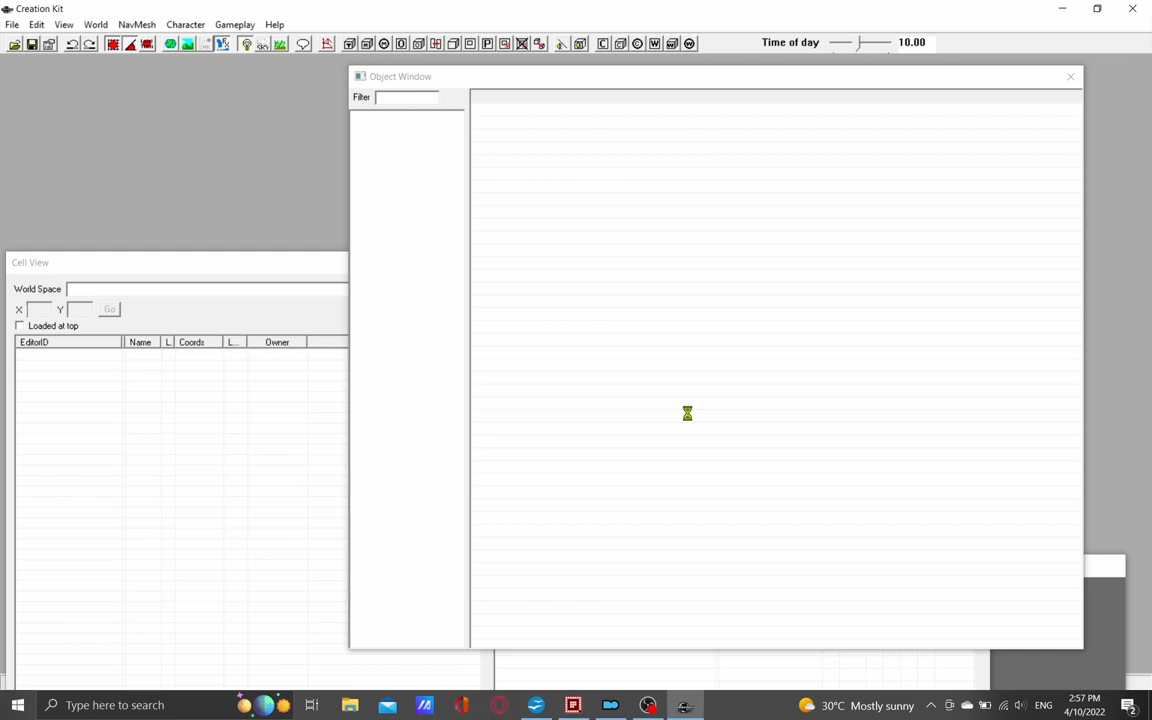 Creation Kit
File Edit View World NavMesh Character Gameplay Help
Time of day 10.00
Object Window
Filter
Cell View
World Space
X Y Go
Loaded at top
EditorID Name L. Coords L... Owner
Type here to search
30°C Mostly sunny
ENG
2:57 PM
4/10/2022
2